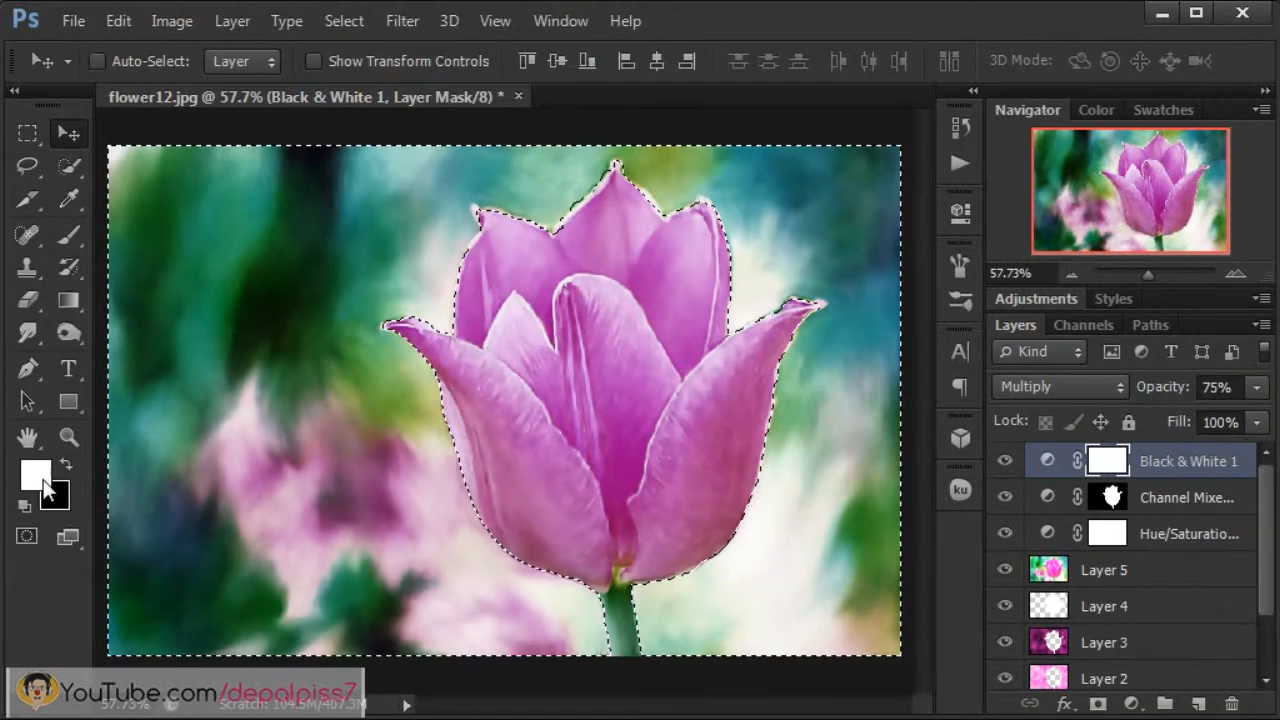 Ps File Edit Image Layer Type Select Filter 3D View Window Help
Auto-Select: Layer Show Transform Controls 3D Mode:
flower12.jpg @ 57.7% (Black & White 1, Layer Mask/8) * ×
Navigator Color Swatches
57.73%
Adjustments Styles
Layers Channels Paths
Kind
Multiply Opacity: 75%
Lock: Fill: 100%
Black & White 1
Channel Mixe...
Hue/Saturatio...
Layer 5
Layer 4
Layer 3
Layer 2
ku
fx
YouTube.com/depalpiss7
57.73% Scratch: 104.5M/407.3M